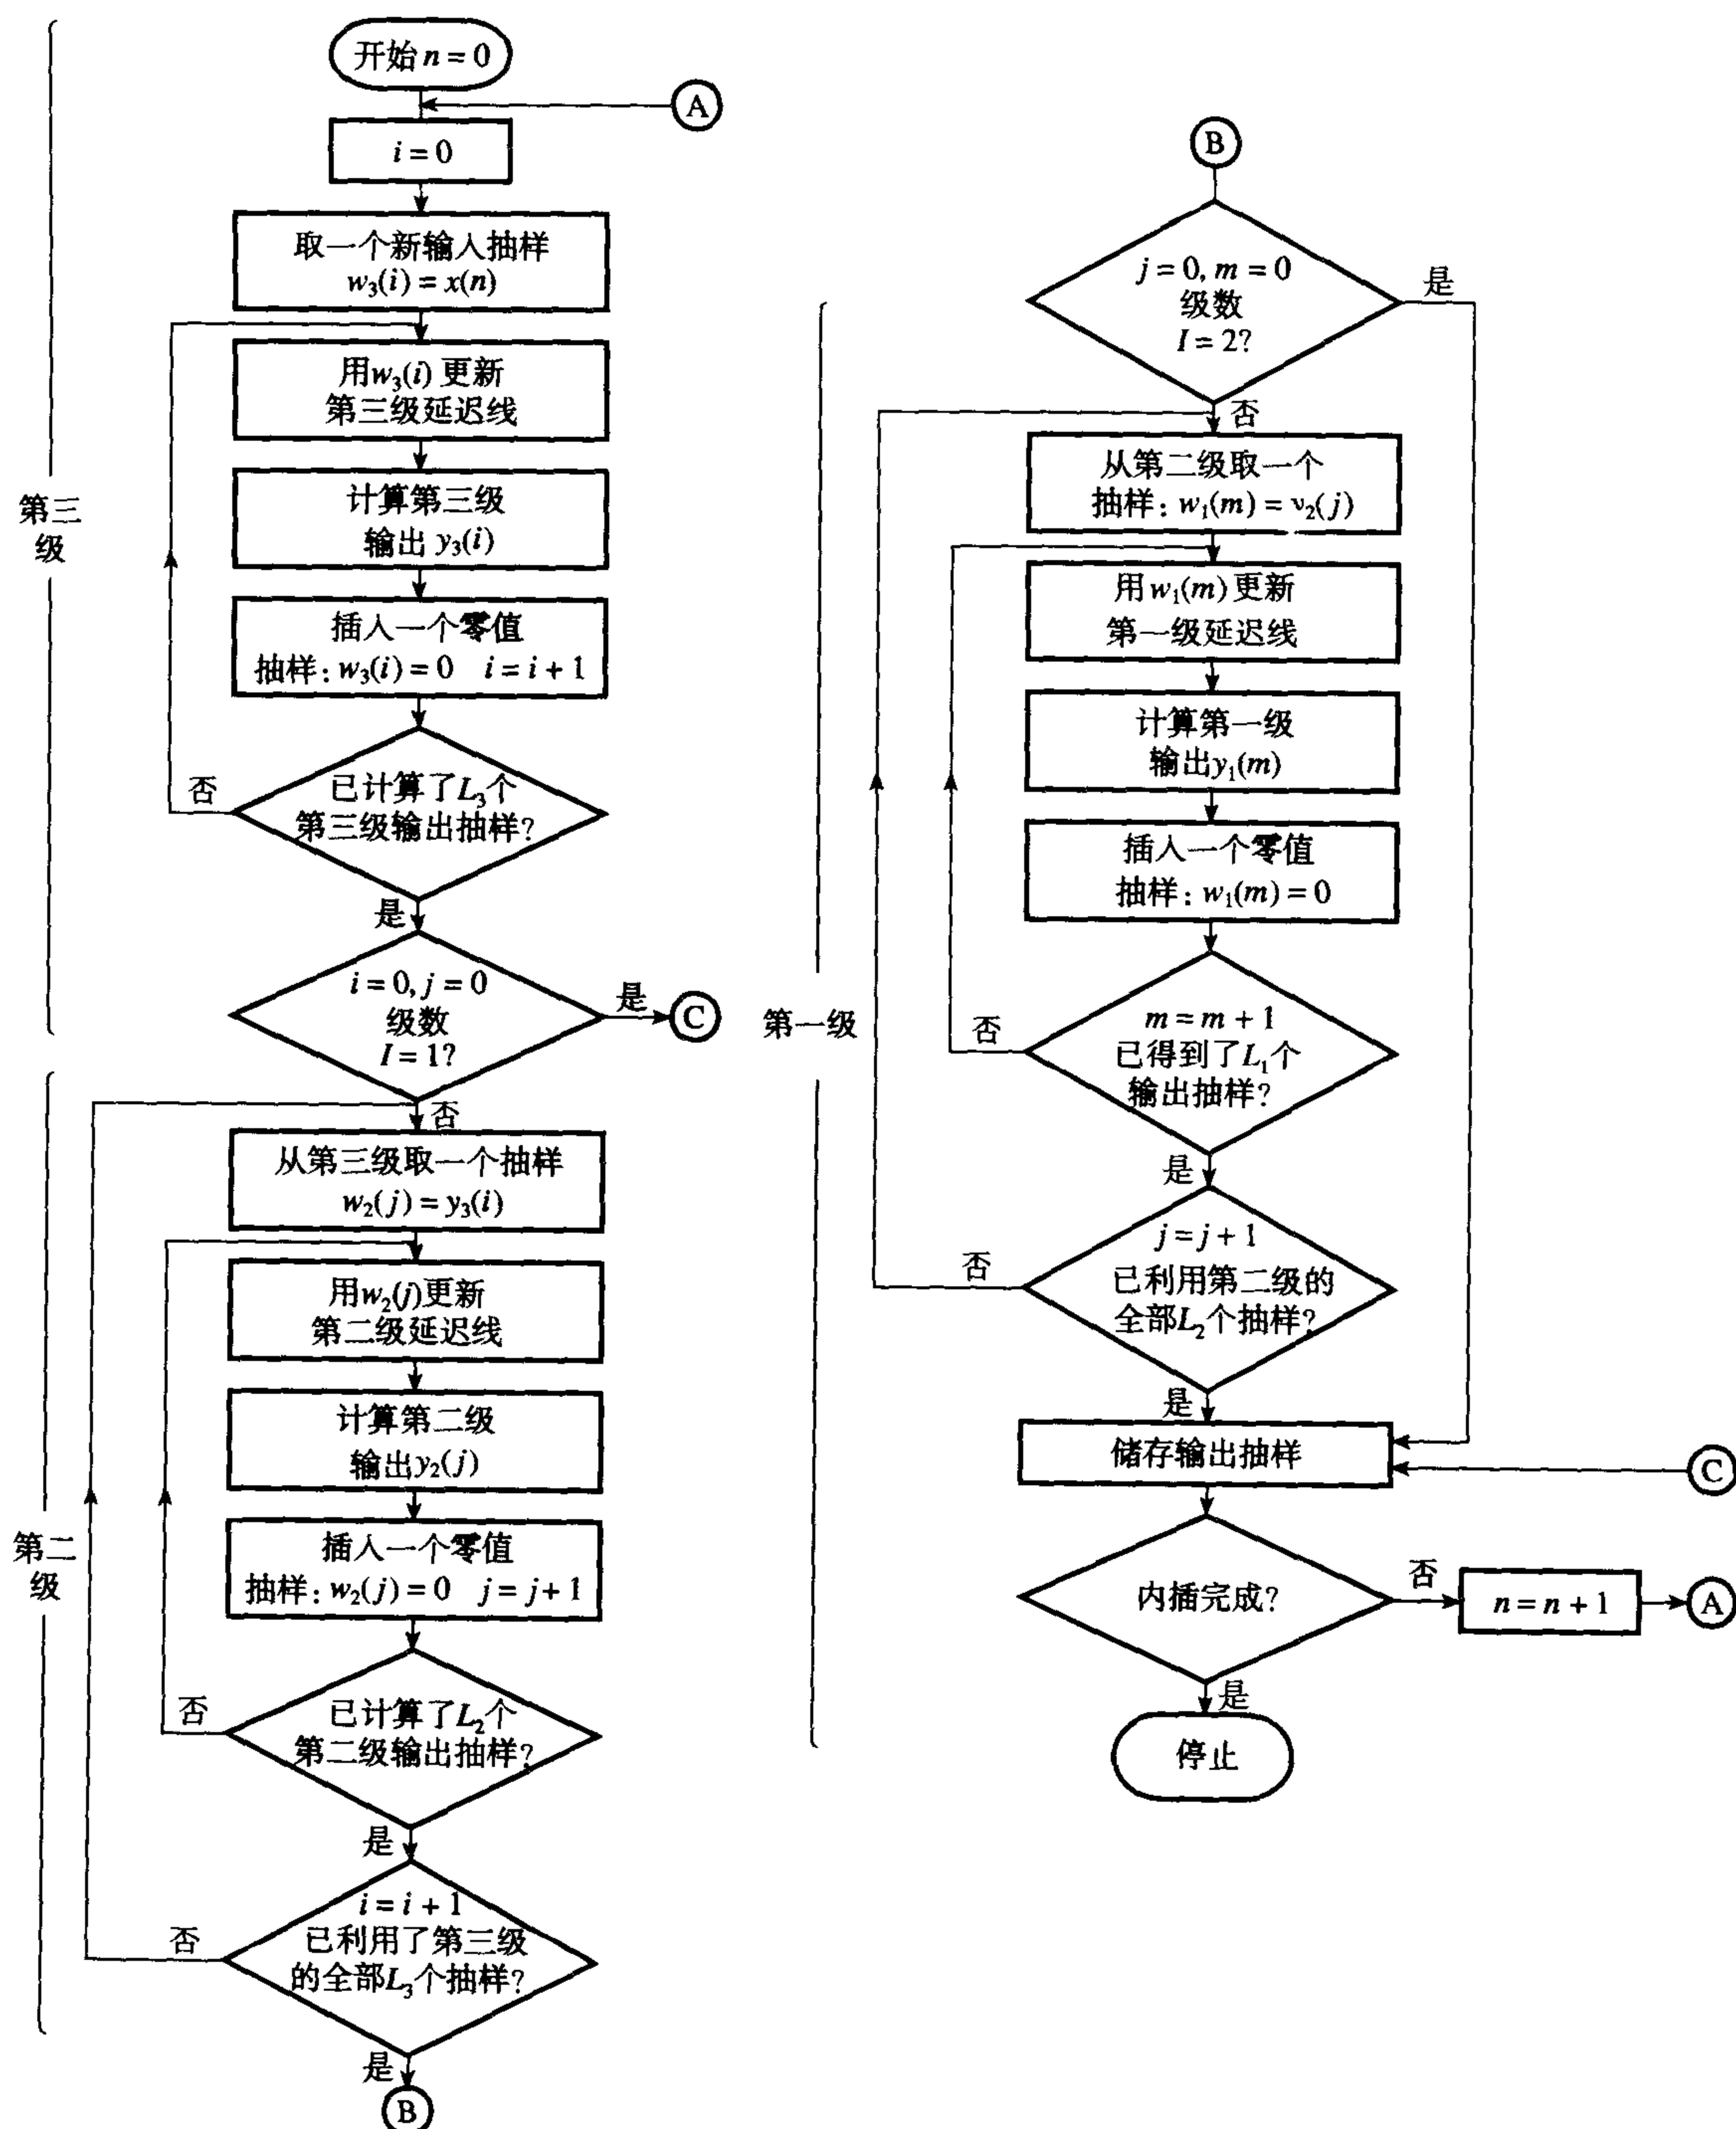 开始 n = 0
A
i = 0
取一个新输入抽样
w₃(i) = x(n)
用w₃(i) 更新
第三级延迟线
计算第三级
输出 y₃(i)
插入一个零值
抽样: w₃(i) = 0 i = i + 1
否
已计算了L₃个
第三级输出抽样?
是
i = 0, j = 0
级数
I = 1?
是
C
第三
级
否
从第三级取一个抽样
w₂(j) = y₃(i)
用w₂(j)更新
第二级延迟线
计算第二级
输出y₂(j)
插入一个零值
抽样: w₂(j) = 0 j = j + 1
否
已计算了L₂个
第二级输出抽样?
是
i = i + 1
已利用了第三级
的全部L₃个抽样?
否
是
B
第二
级
B
j = 0, m = 0
级数
I = 2?
是
否
从第二级取一个
抽样: w₁(m) = v₂(j)
用w₁(m)更新
第一级延迟线
计算第一级
输出y₁(m)
插入一个零值
抽样: w₁(m) = 0
m = m + 1
已得到了L₁个
输出抽样?
否
是
j = j + 1
已利用第二级的
全部L₂个抽样?
否
是
第一级
储存输出抽样
C
内插完成?
否
n = n + 1
A
是
停止